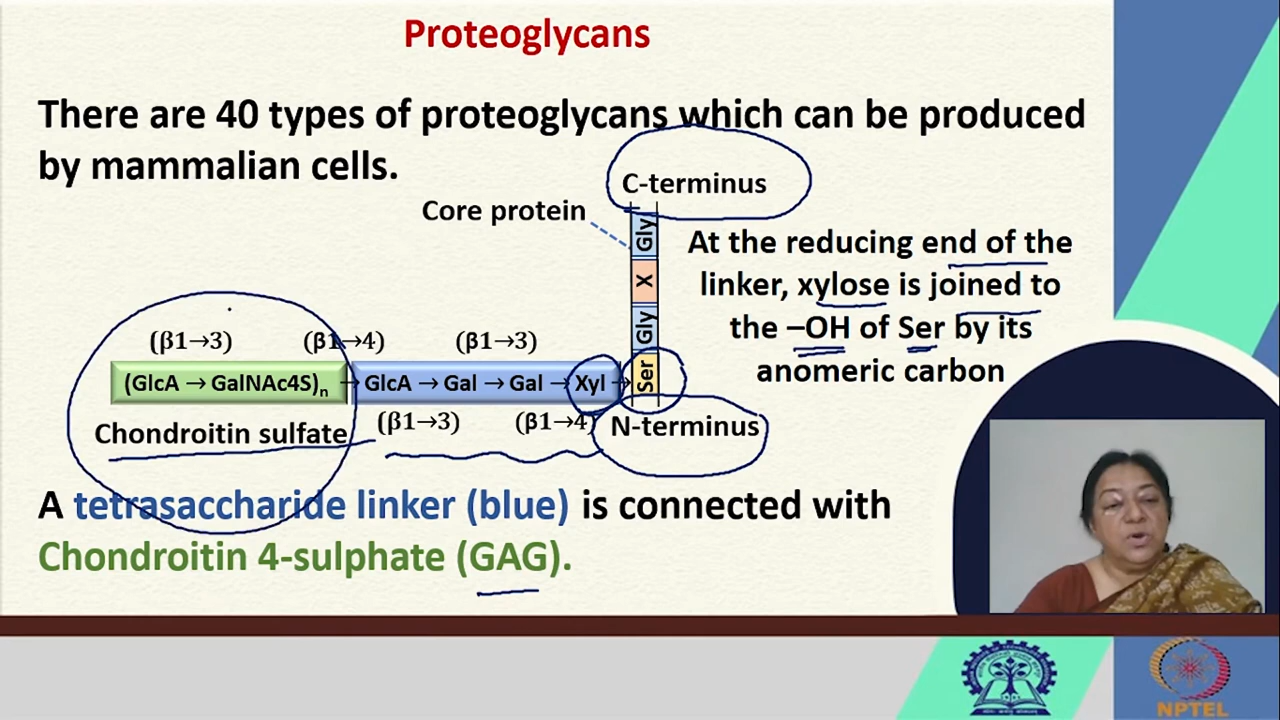 Proteoglycans
There are 40 types of proteoglycans which can be produced
by mammalian cells.
C-terminus
Core protein
Gly
X
Gly
Ser
At the reducing end of the
linker, xylose is joined to
the –OH of Ser by its
anomeric carbon
(β1→3) (β1→4) (β1→3)
(GlcA → GalNAc4S)n → GlcA → Gal → Gal → Xyl →
(β1→3) (β1→4)
Chondroitin sulfate
N-terminus
A tetrasaccharide linker (blue) is connected with
Chondroitin 4-sulphate (GAG).
NPTEL